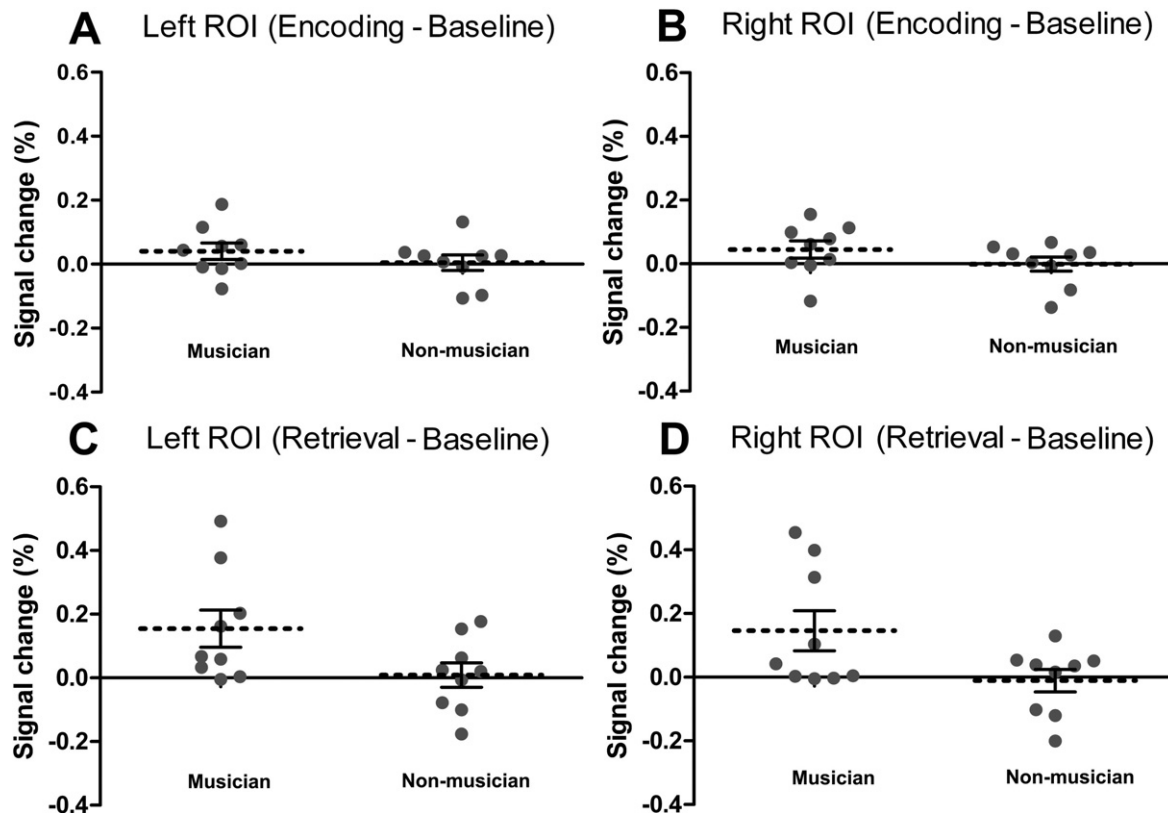 A Left ROI (Encoding - Baseline)
Signal change (%)
0.6
0.4
0.2
0.0
-0.2
-0.4
Musician Non-musician
B Right ROI (Encoding - Baseline)
Signal change (%)
0.6
0.4
0.2
0.0
-0.2
-0.4
Musician Non-musician
C Left ROI (Retrieval - Baseline)
Signal change (%)
0.6
0.4
0.2
0.0
-0.2
-0.4
Musician Non-musician
D Right ROI (Retrieval - Baseline)
Signal change (%)
0.6
0.4
0.2
0.0
-0.2
-0.4
Musician Non-musician